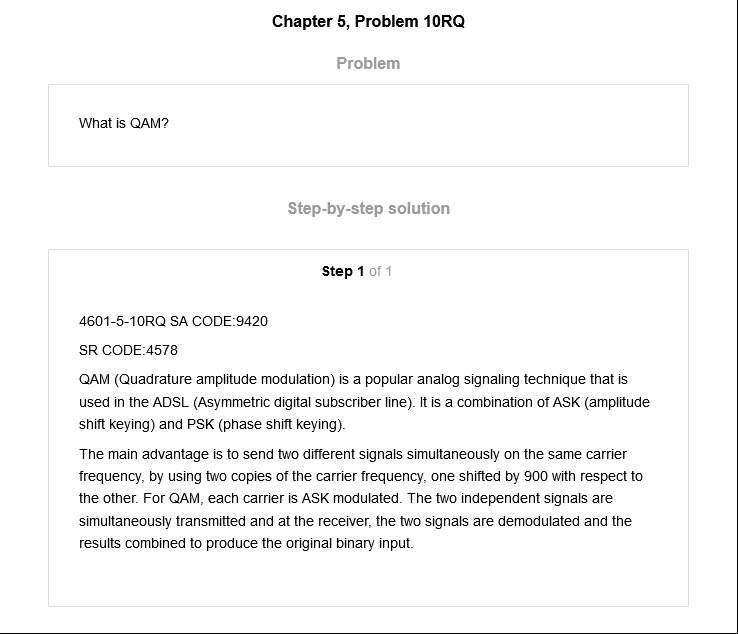 Chapter 5, Problem 10RQ
Problem
What is QAM?
Step-by-step solution
Step 1 of 1
4601-5-10RQ SA CODE:9420
SR CODE:4578
QAM (Quadrature amplitude modulation) is a popular analog signaling technique that is
used in the ADSL (Asymmetric digital subscriber line). It is a combination of ASK (amplitude
shift keying) and PSK (phase shift keying).
The main advantage is to send two different signals simultaneously on the same carrier
frequency, by using two copies of the carrier frequency, one shifted by 900 with respect to
the other. For QAM, each carrier is ASK modulated. The two independent signals are
simultaneously transmitted and at the receiver, the two signals are demodulated and the
results combined to produce the original binary input.